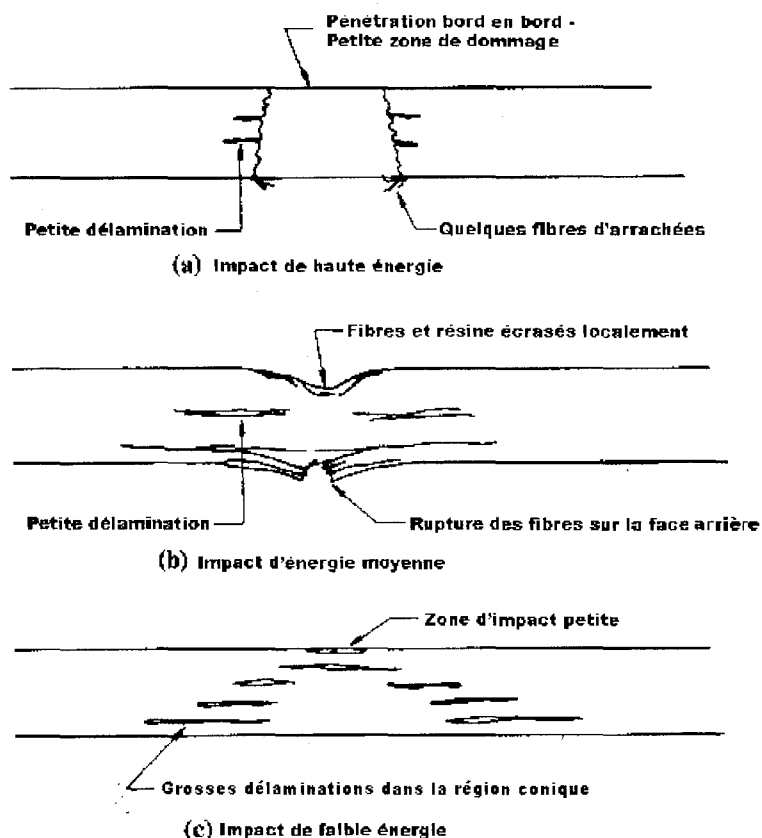 Pénétration bord en bord -
Petite zone de dommage
Petite délamination
Quelques fibres d'arrachées
(a) Impact de haute énergie
Fibres et résine écrasés localement
Petite délamination
Rupture des fibres sur la face arrière
(b) Impact d'énergie moyenne
Zone d'impact petite
Grosses délaminations dans la région conique
(c) Impact de faible énergie